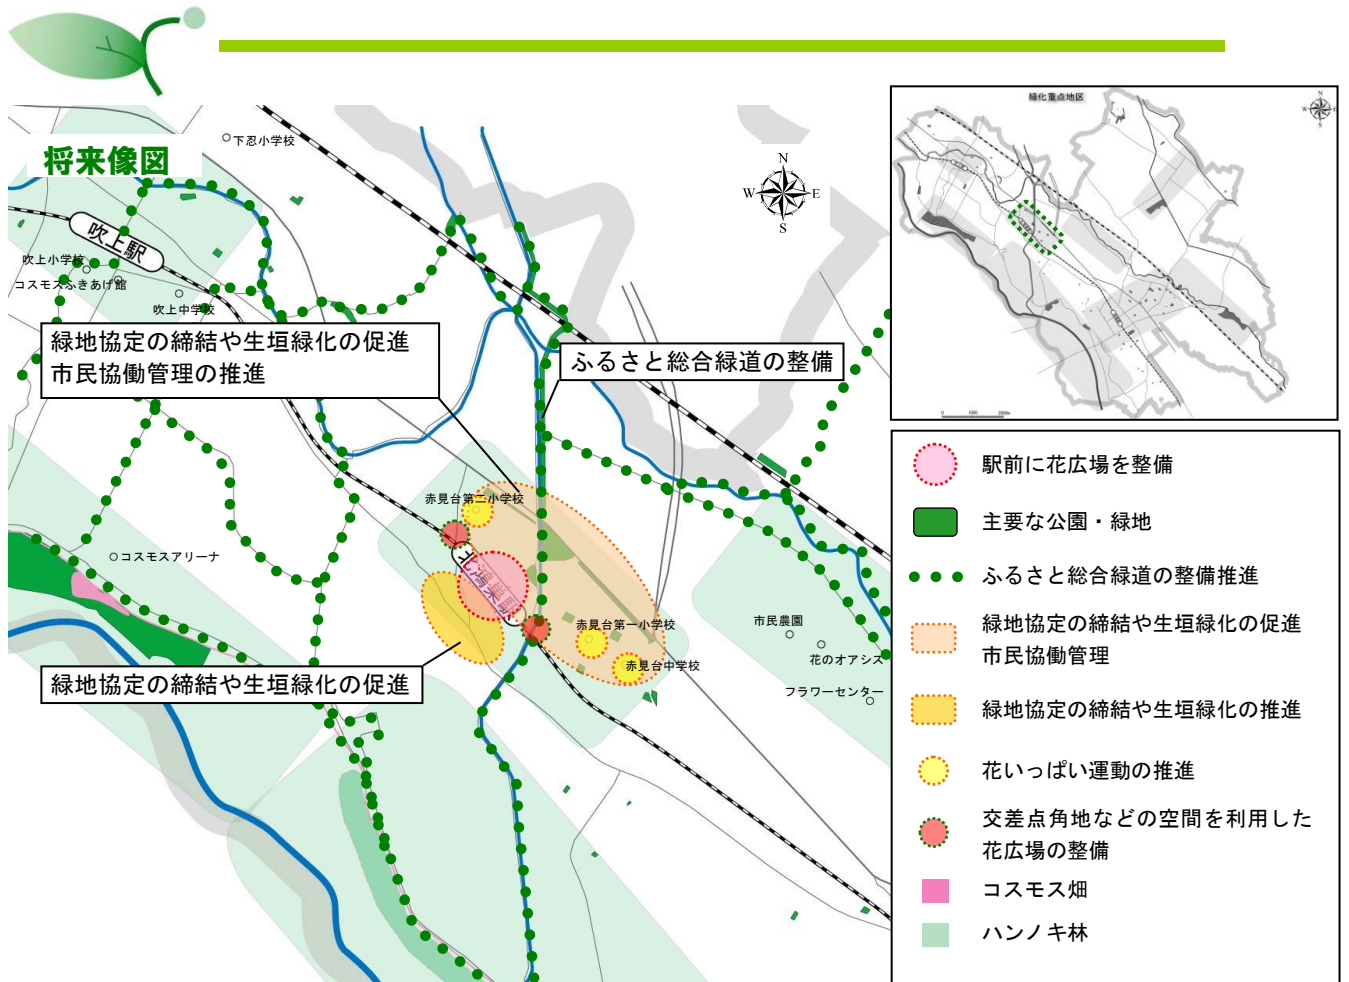 将来像図
下忍小学校
吹上駅
吹上小学校
コスモスふきあげ館
吹上中学校
緑地協定の締結や生垣緑化の促進
市民協働管理の推進
ふるさと総合緑道の整備
赤見台第二小学校
北鴻巣駅
コスモスアリーナ
赤見台第一小学校
赤見台中学校
市民農園
花のオアシス
フラワーセンター
緑地協定の締結や生垣緑化の促進
N
W
E
S
緑化重点地区
N
W
E
S
0 1000 2000m
駅前に花広場を整備
主要な公園・緑地
ふるさと総合緑道の整備推進
緑地協定の締結や生垣緑化の促進
市民協働管理
緑地協定の締結や生垣緑化の推進
花いっぱい運動の推進
交差点角地などの空間を利用した
花広場の整備
コスモス畑
ハンノキ林